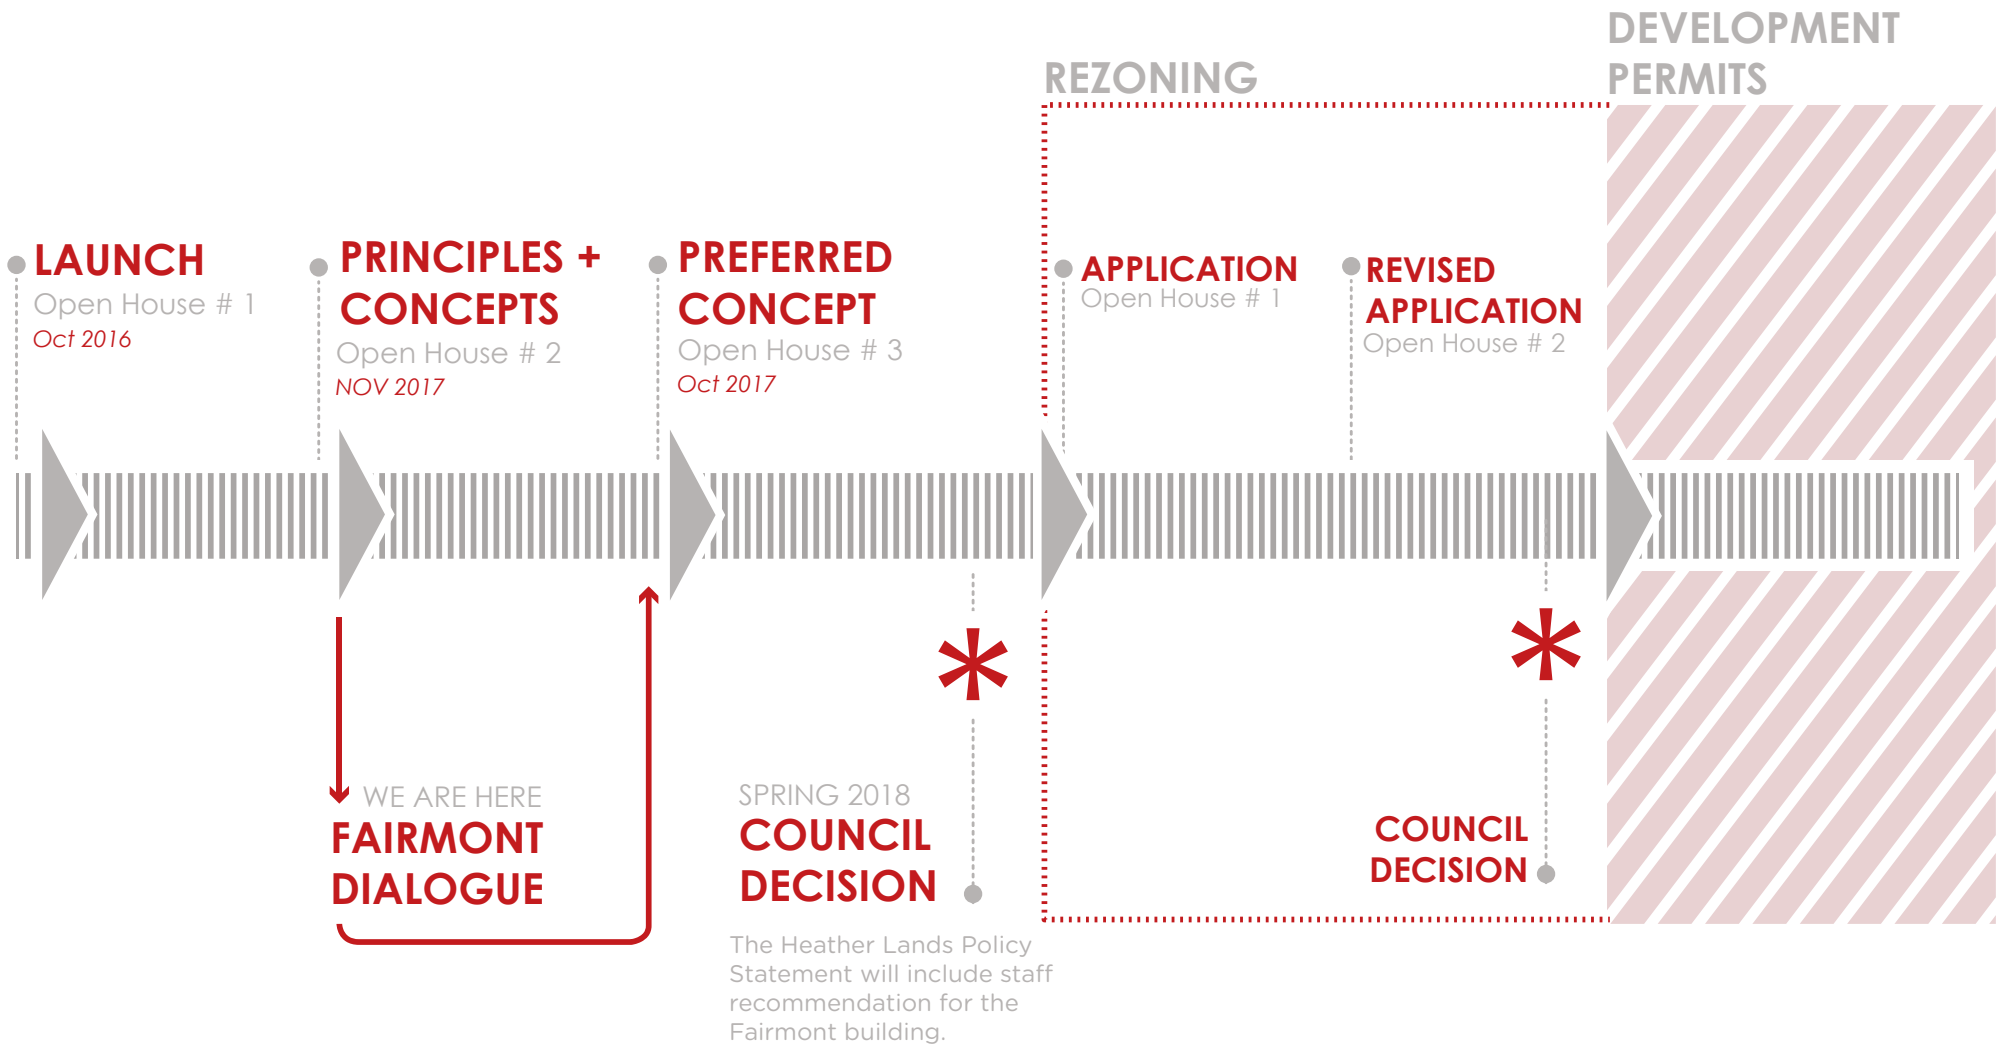 DEVELOPMENT
PERMITS
REZONING
LAUNCH
Open House # 1
Oct 2016
PRINCIPLES +
CONCEPTS
Open House # 2
NOV 2017
PREFERRED
CONCEPT
Open House # 3
Oct 2017
APPLICATION
Open House # 1
REVISED
APPLICATION
Open House # 2
*
*
WE ARE HERE
FAIRMONT
DIALOGUE
SPRING 2018
COUNCIL
DECISION
The Heather Lands Policy
Statement will include staff
recommendation for the
Fairmont building.
COUNCIL
DECISION